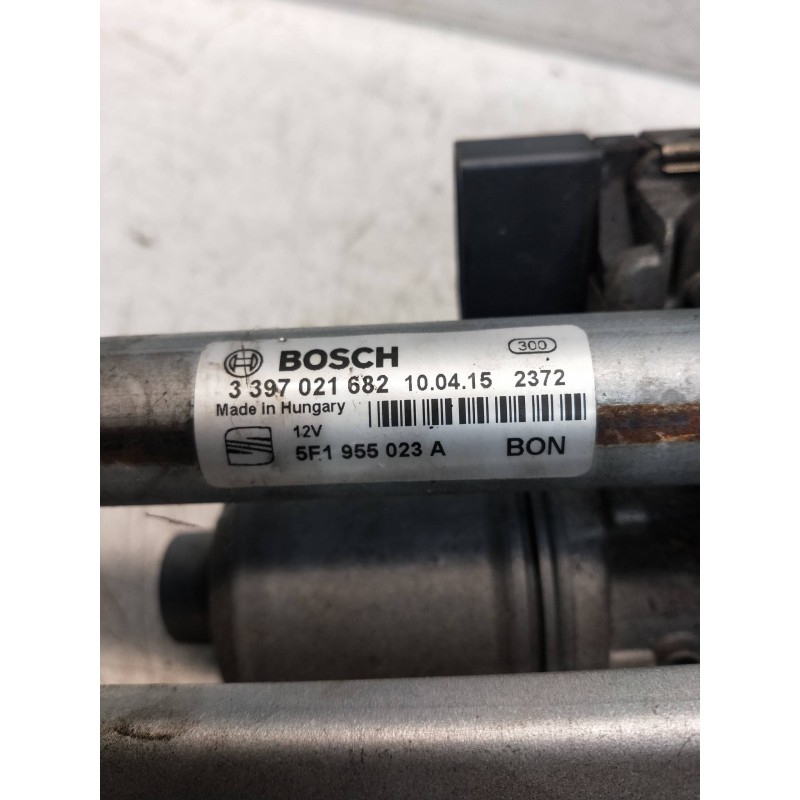 BOSCH 300
3 397 021 682 10.04.15 2372
Made in Hungary
12V
5F1 955 023 A BON